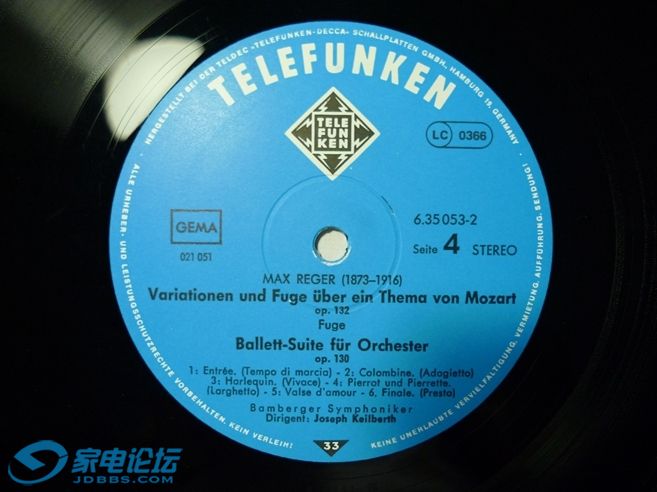 HERGESTELLT BEI DER TELDEC »TELEFUNKEN-DECCA« SCHALLPLATTEN GMBH., HAMBURG 19, GERMANY
TELEFUNKEN
TELE
FUN
KEN
LC 0366
GEMA
021 051
6.35 053-2
Seite 4 STEREO
MAX REGER (1873–1916)
Variationen und Fuge über ein Thema von Mozart
op. 132
Fuge
Ballett-Suite für Orchester
op. 130
1: Entrée. (Tempo di marcia) - 2: Colombine. (Adagietto)
3: Harlequin. (Vivace) - 4: Pierrot und Pierrette.
(Larghetto) - 5: Valse d'amour - 6, Finale. (Presto)
Bamberger Symphoniker
Dirigent: Joseph Keilberth
33
ALLE URHEBER- UND LEISTUNGSSCHUTZRECHTE VORBEHALTEN. KEIN VERLEIH!
KEINE UNERLAUBTE VERVIELFÄLTIGUNG, VERMIETUNG, AUFFÜHRUNG, SENDUNG!
家电论坛
JDBBS.COM